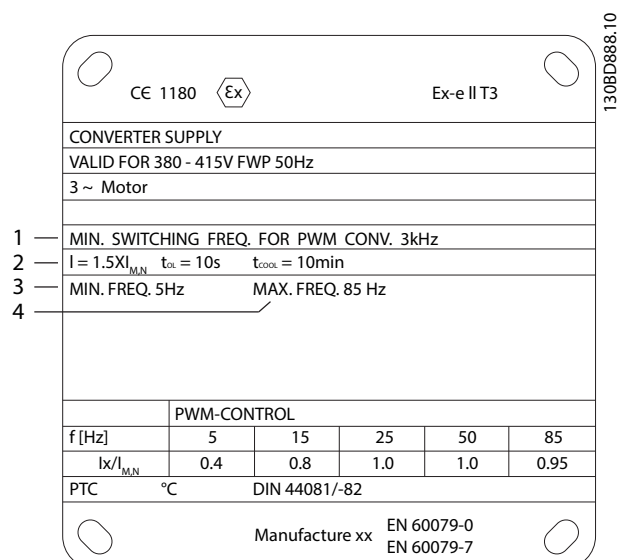 130BD888.10
CE 1180 Ex Ex-e ll T3
CONVERTER SUPPLY
VALID FOR 380 - 415V FWP 50Hz
3 ~ Motor
1 MIN. SWITCHING FREQ. FOR PWM CONV. 3kHz
2 l = 1.5XI M,N tOL = 10s tCOOL = 10min
3 MIN. FREQ. 5Hz MAX. FREQ. 85 Hz
4
PWM-CONTROL
f [Hz] 5 15 25 50 85
Ix/I M,N 0.4 0.8 1.0 1.0 0.95
PTC °C DIN 44081/-82
Manufacture xx EN 60079-0
EN 60079-7